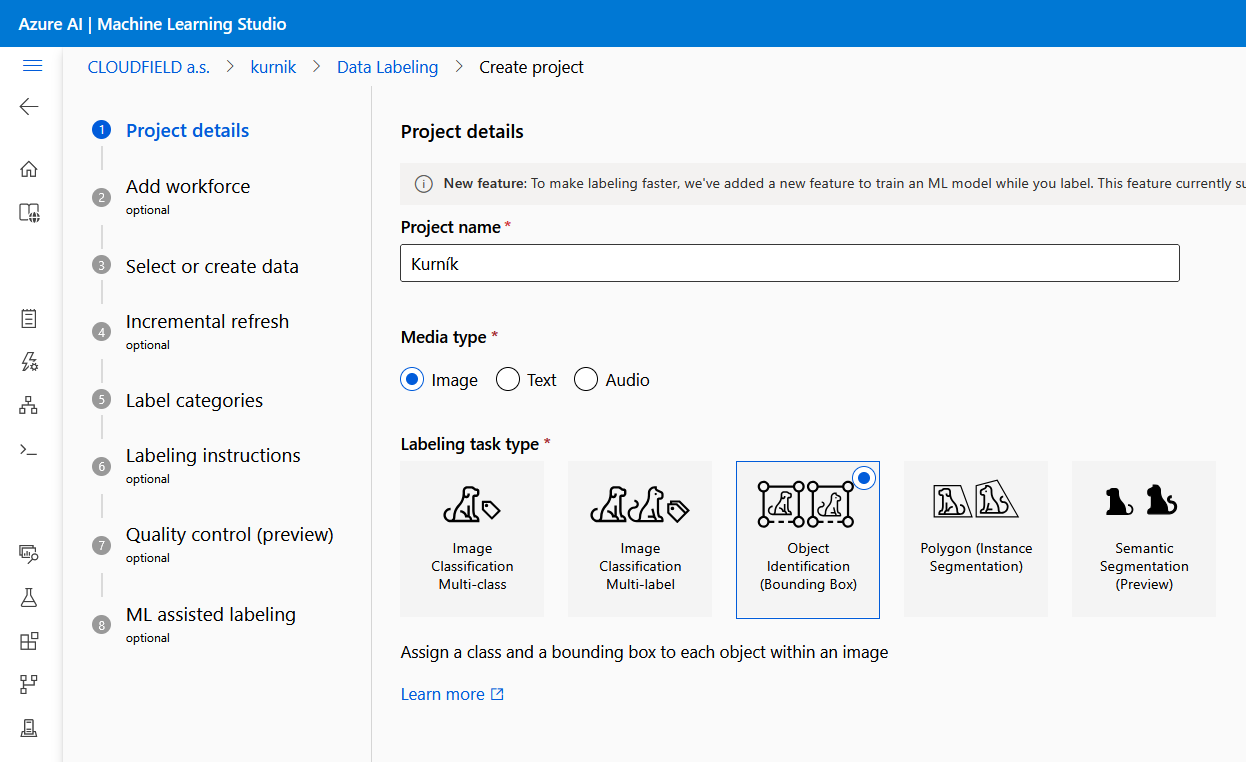 Azure AI | Machine Learning Studio
CLOUDFIELD a.s. > kurnik > Data Labeling > Create project
1 Project details
2 Add workforce
optional
3 Select or create data
4 Incremental refresh
optional
5 Label categories
6 Labeling instructions
optional
7 Quality control (preview)
optional
8 ML assisted labeling
optional
Project details
New feature: To make labeling faster, we've added a new feature to train an ML model while you label. This feature currently
Project name *
Kurník
Media type *
Image Text Audio
Labeling task type *
Image
Classification
Multi-class
Image
Classification
Multi-label
Object
Identification
(Bounding Box)
Polygon (Instance
Segmentation)
Semantic
Segmentation
(Preview)
Assign a class and a bounding box to each object within an image
Learn more